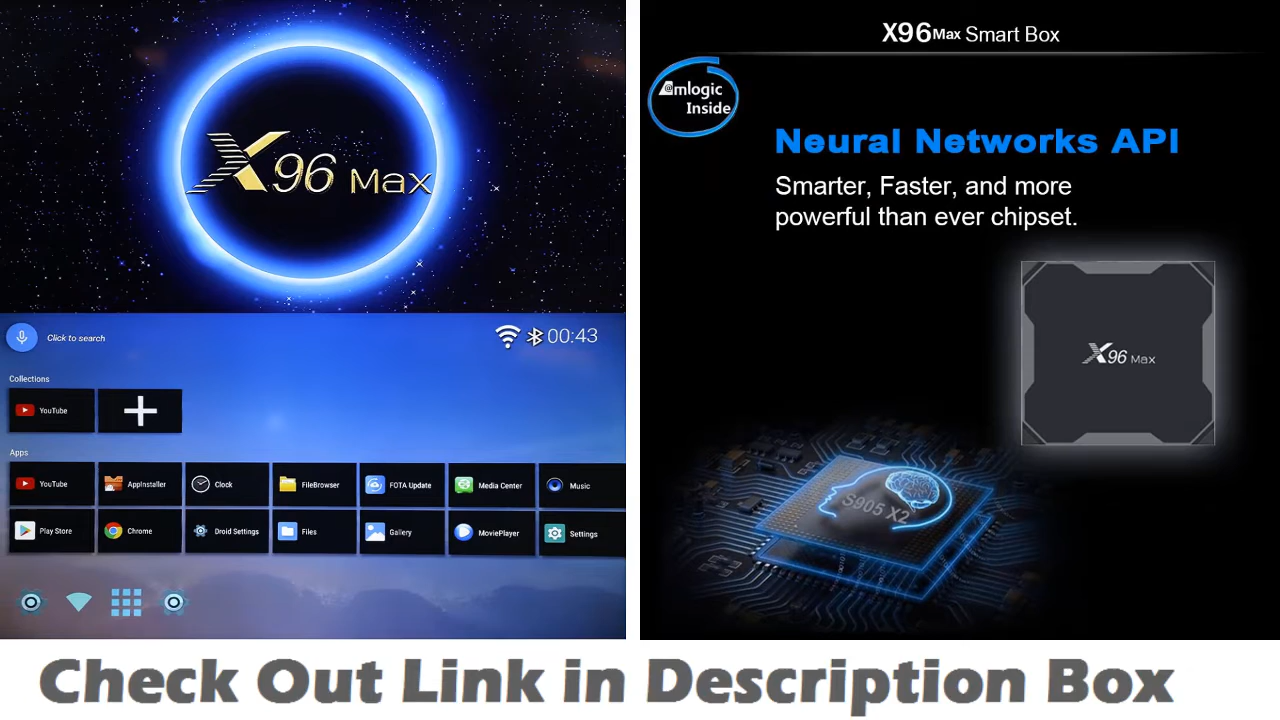 X96 Max
Click to search
00:43
Collections
YouTube
Apps
YouTube
AppInstaller
Clock
FileBrowser
FOTA Update
Media Center
Music
Play Store
Chrome
Droid Settings
Files
Gallery
MoviePlayer
Settings
X96Max Smart Box
@mlogic
Inside
Neural Networks API
Smarter, Faster, and more
powerful than ever chipset.
X96 Max
S905 X2
Check Out Link in Description Box